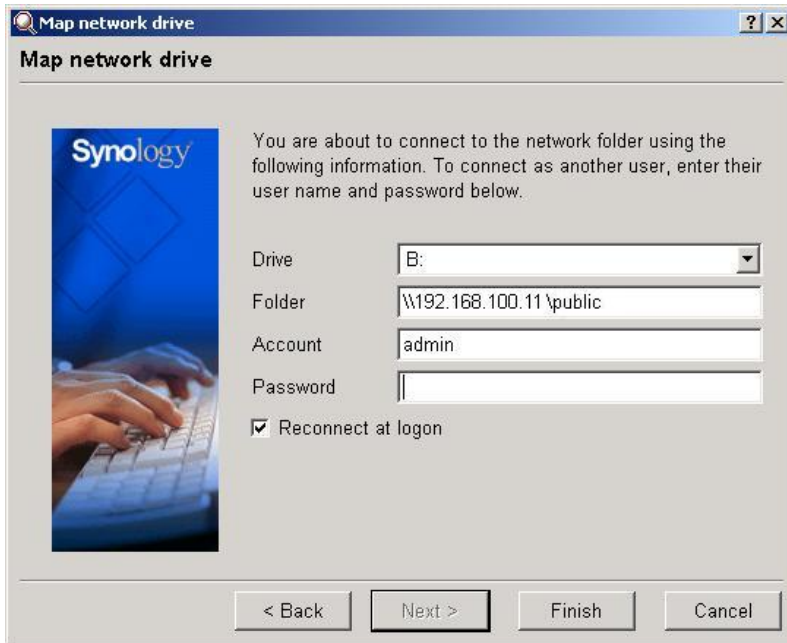 Map network drive
Map network drive
Synology
You are about to connect to the network folder using the
following information. To connect as another user, enter their
user name and password below.
Drive B:
Folder \\192.168.100.11\public
Account admin
Password
Reconnect at logon
< Back Next > Finish Cancel